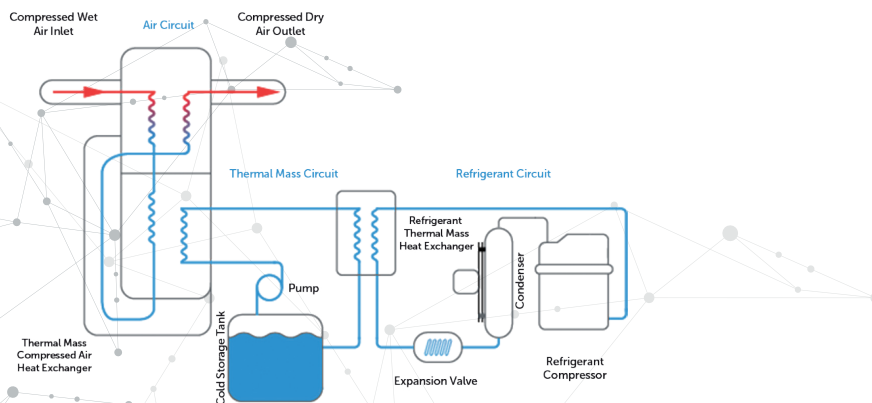 Compressed Wet
Air Inlet
Air Circuit
Compressed Dry
Air Outlet
Thermal Mass Circuit
Refrigerant Circuit
Refrigerant
Thermal Mass
Heat Exchanger
Condenser
Pump
Cold Storage Tank
Thermal Mass
Compressed Air
Heat Exchanger
Expansion Valve
Refrigerant
Compressor